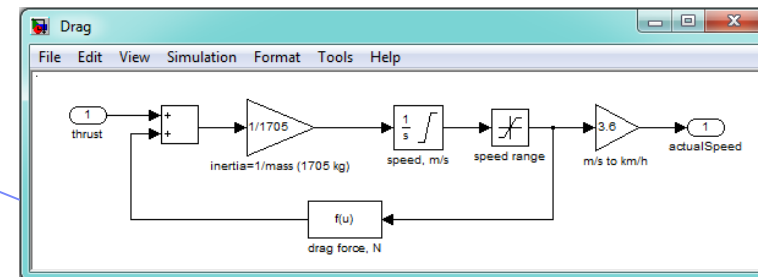 Drag
File Edit View Simulation Format Tools Help
1
thrust
+
+
1/1705
inertia=1/mass (1705 kg)
1
s
speed, m/s
speed range
3.6
m/s to km/h
1
actualSpeed
f(u)
drag force, N